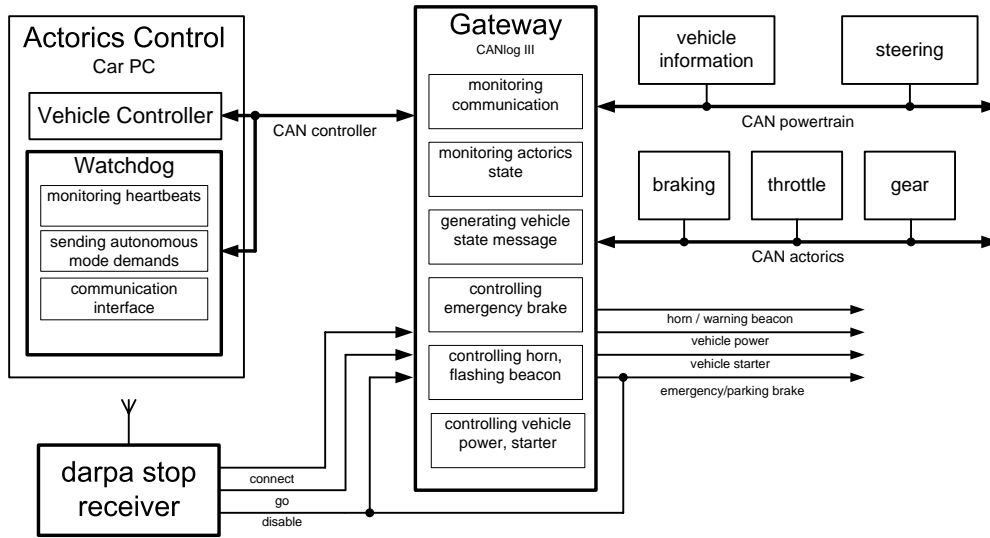 Actorics Control
Car PC
Vehicle Controller
Watchdog
monitoring heartbeats
sending autonomous
mode demands
communication
interface
CAN controller
Gateway
CANlog III
monitoring
communication
monitoring actorics
state
generating vehicle
state message
controlling
emergency brake
controlling horn,
flashing beacon
controlling vehicle
power, starter
vehicle
information
steering
CAN powertrain
braking
throttle
gear
CAN actorics
horn / warning beacon
vehicle power
vehicle starter
emergency/parking brake
darpa stop
receiver
connect
go
disable